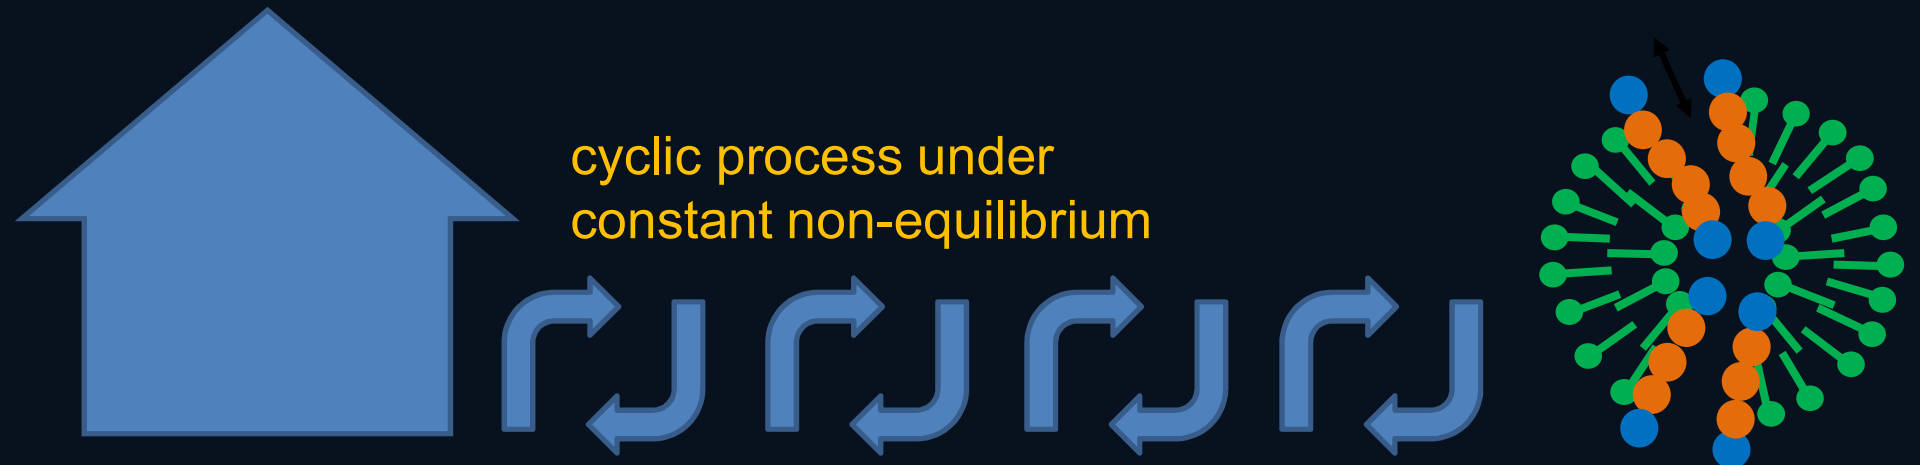 cyclic process under
constant non-equilibrium